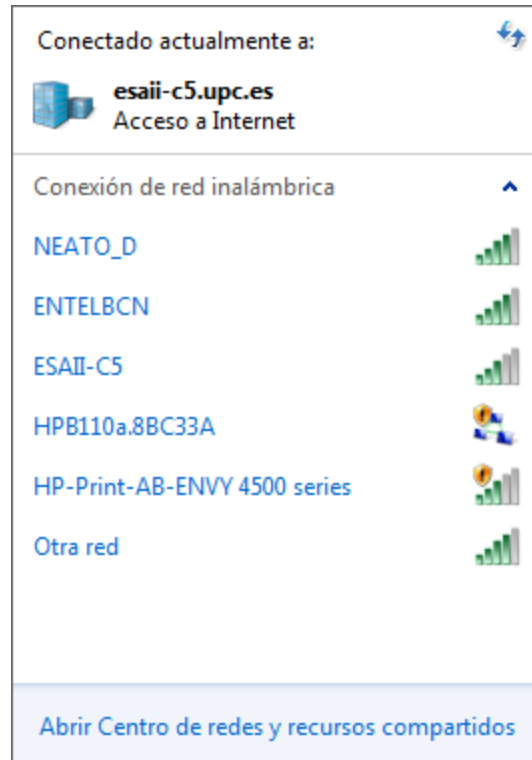 Conectado actualmente a:
esaii-c5.upc.es
Acceso a Internet
Conexión de red inalámbrica
NEATO_D
ENTELBCN
ESAII-C5
HPB110a.8BC33A
HP-Print-AB-ENVY 4500 series
Otra red
Abrir Centro de redes y recursos compartidos